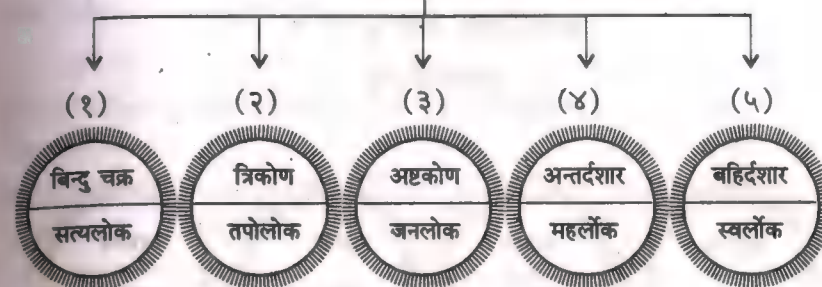 (१) (२) (३) (४) (५)
बिन्दु चक्र त्रिकोण अष्टकोण अन्तर्दशार बहिर्दशार
सत्यलोक तपोलोक जनलोक महर्लोक स्वर्लोक